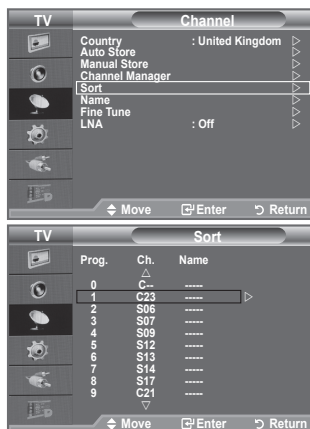 TV Channel
Country : United Kingdom
Auto Store
Manual Store
Channel Manager
Sort
Name
Fine Tune
LNA : Off
Move Enter Return
TV Sort
Prog. Ch. Name
0 C-- -----
1 C23 -----
2 S06 -----
3 S07 -----
4 S09 -----
5 S12 -----
6 S13 -----
7 S14 -----
8 S17 -----
9 C21 -----
Move Enter Return